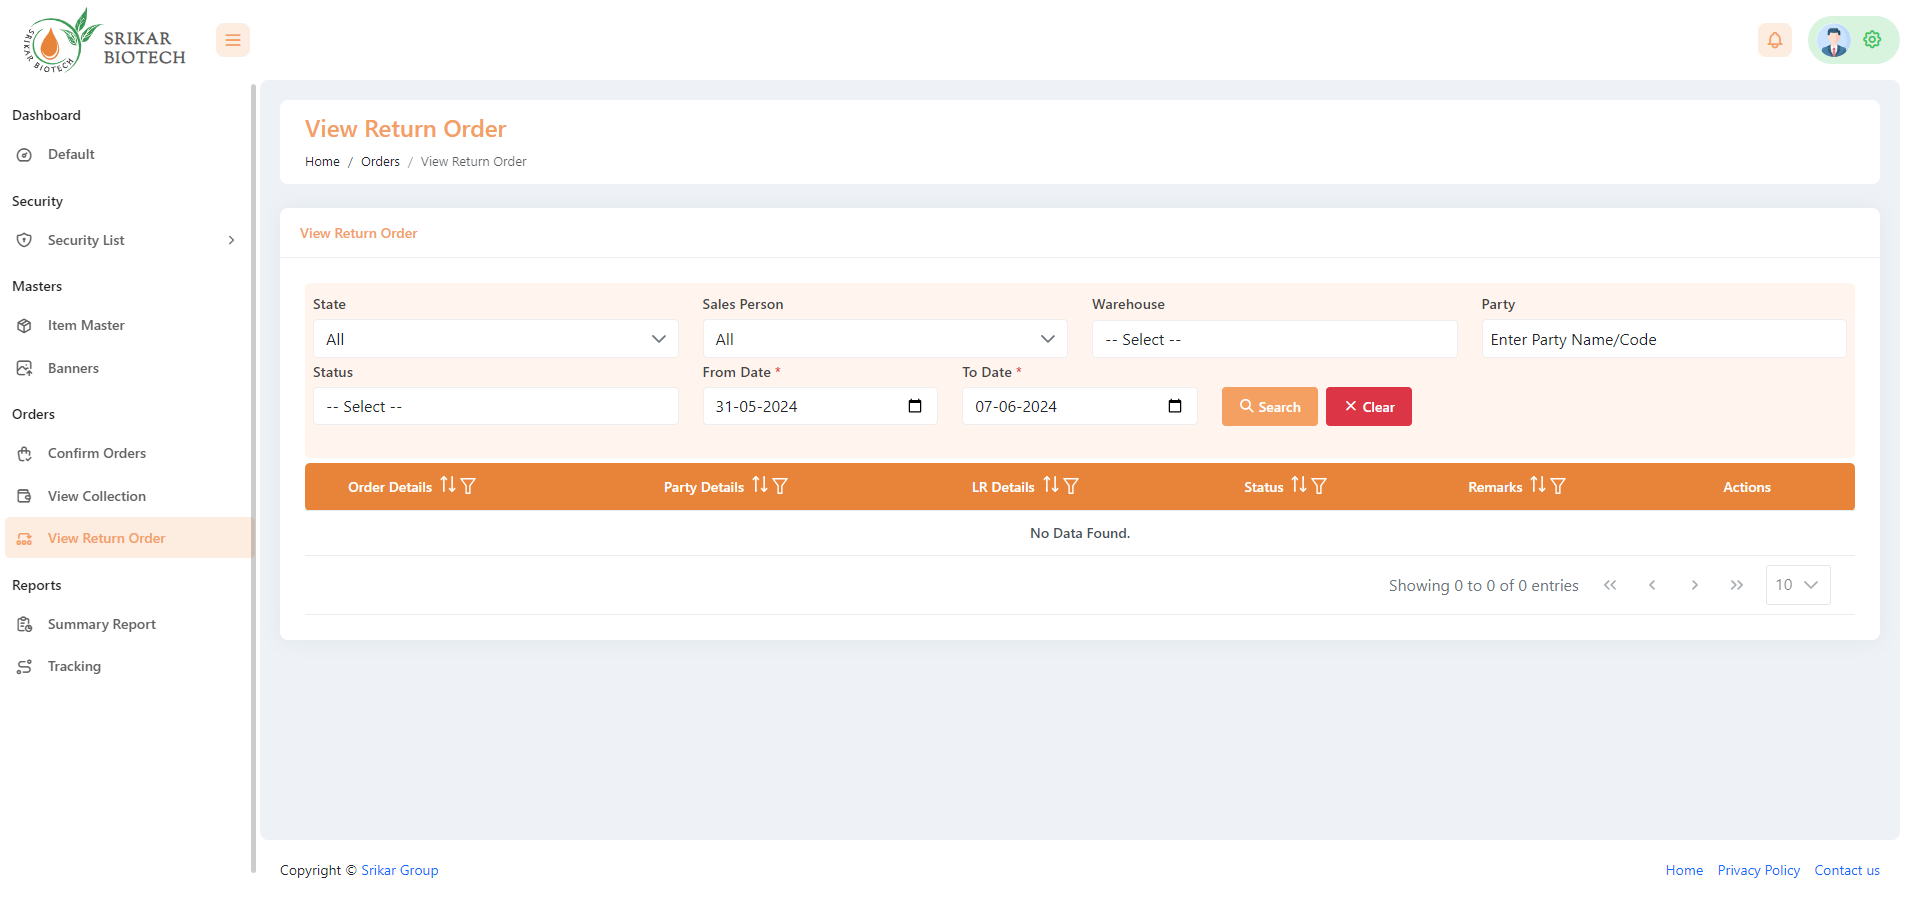 SRIKAR BIOTECH
SRIKAR
BIOTECH
Dashboard
Default
Security
Security List
Masters
Item Master
Banners
Orders
Confirm Orders
View Collection
View Return Order
Reports
Summary Report
Tracking
View Return Order
Home / Orders / View Return Order
View Return Order
State Sales Person Warehouse Party
All All -- Select -- Enter Party Name/Code
Status From Date * To Date *
-- Select -- 31-05-2024 07-06-2024 Search Clear
Order Details Party Details LR Details Status Remarks Actions
No Data Found.
Showing 0 to 0 of 0 entries 10
Copyright © Srikar Group
Home Privacy Policy Contact us